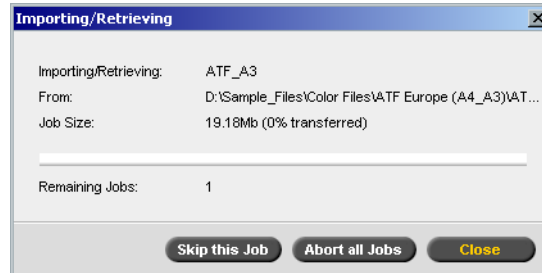 Importing/Retrieving
Importing/Retrieving: ATF_A3
From: D:\Sample_Files\Color Files\ATF Europe (A4_A3)\AT...
Job Size: 19.18Mb (0% transferred)
Remaining Jobs: 1
Skip this Job Abort all Jobs Close